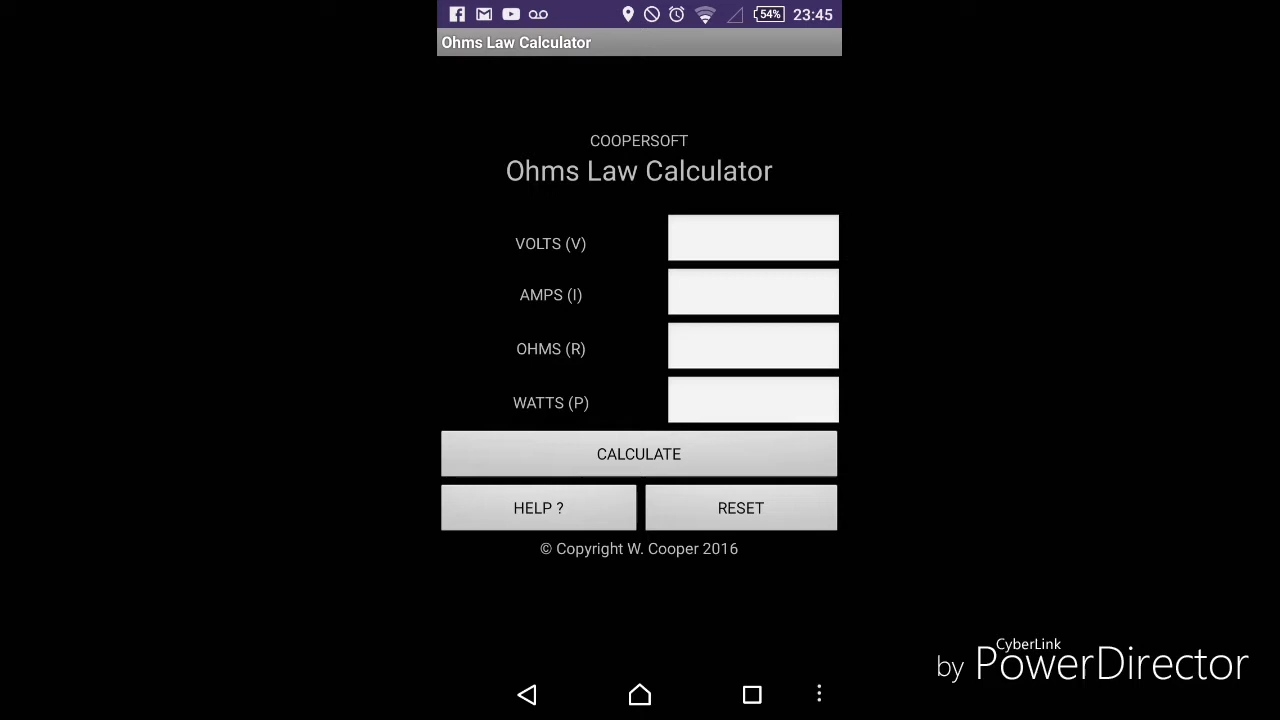 54% 23:45
Ohms Law Calculator
COOPERSOFT
Ohms Law Calculator
VOLTS (V)
AMPS (I)
OHMS (R)
WATTS (P)
CALCULATE
HELP ? RESET
© Copyright W. Cooper 2016
CyberLink
by PowerDirector